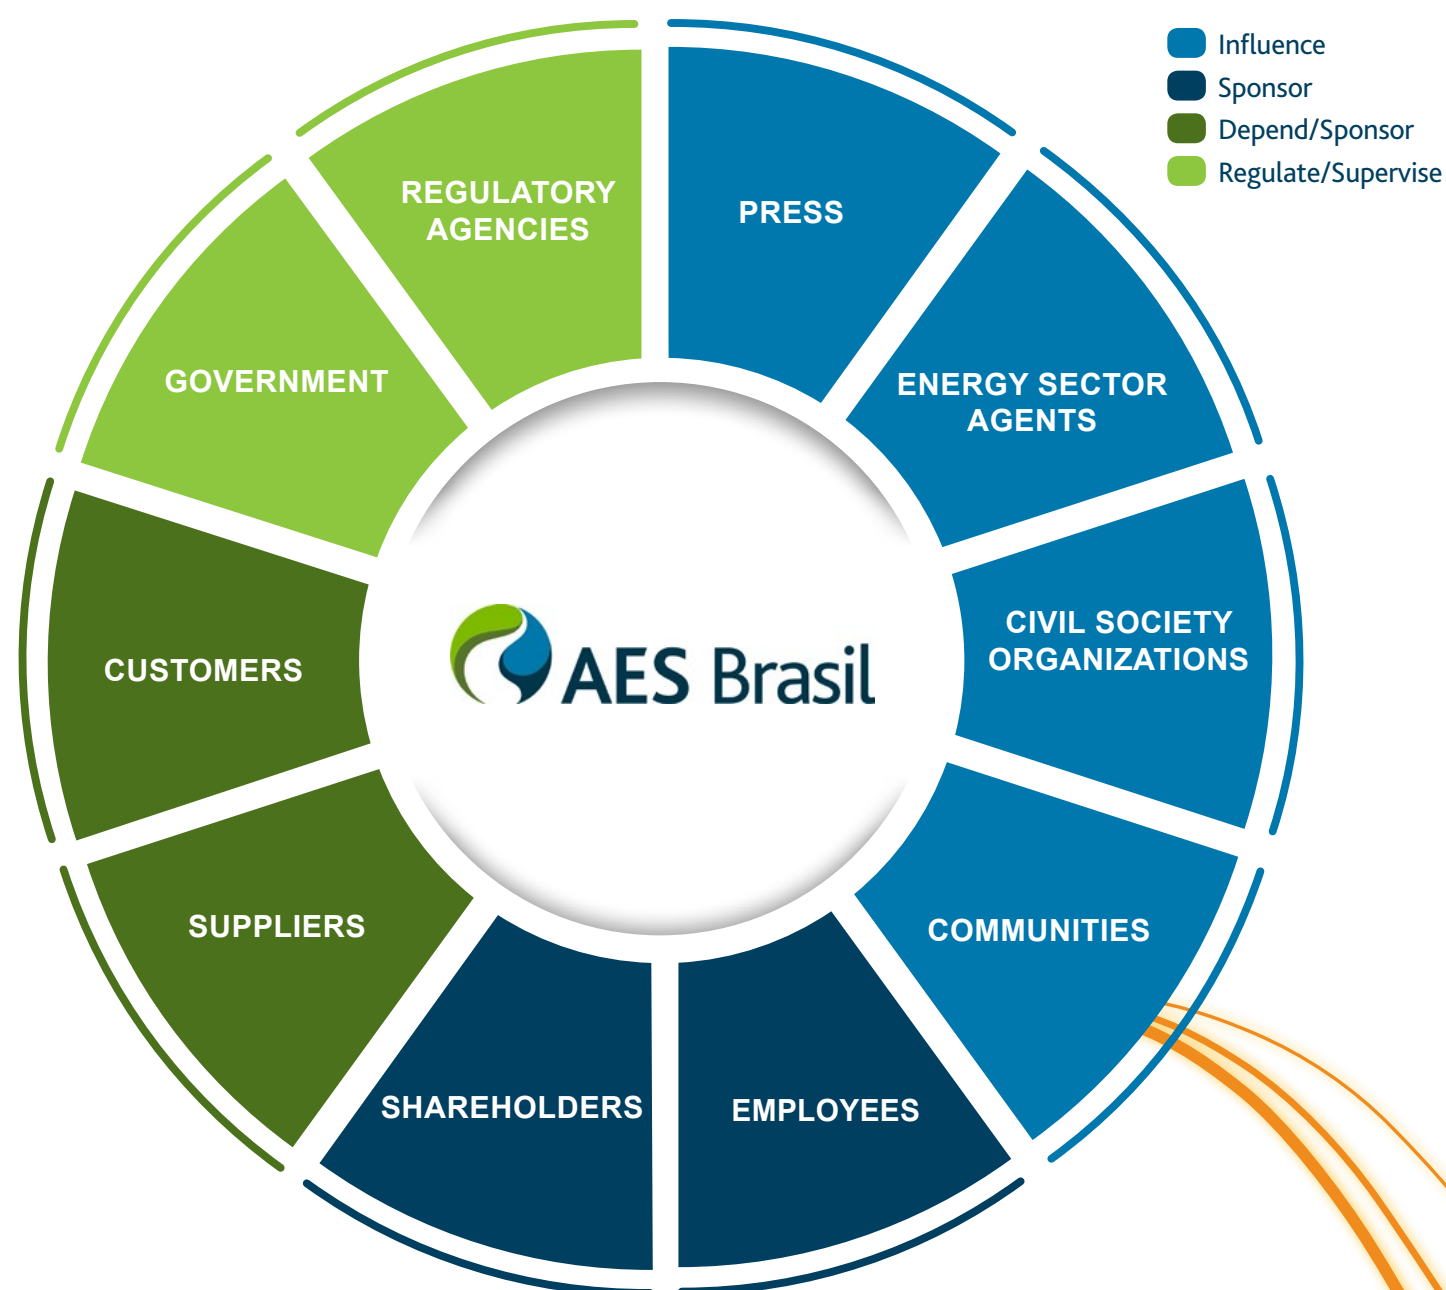 Influence
Sponsor
Depend/Sponsor
Regulate/Supervise
REGULATORY
AGENCIES
PRESS
GOVERNMENT
ENERGY SECTOR
AGENTS
CIVIL SOCIETY
ORGANIZATIONS
CUSTOMERS
AES Brasil
SUPPLIERS
COMMUNITIES
SHAREHOLDERS
EMPLOYEES